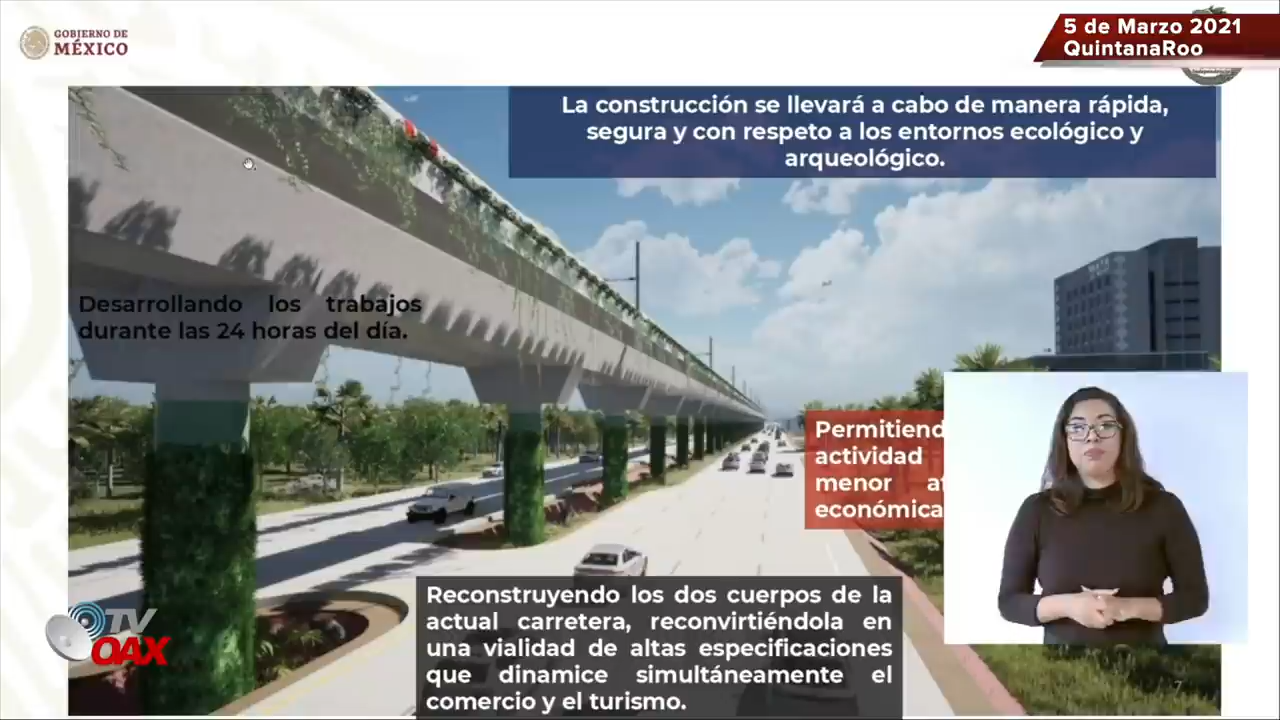 GOBIERNO DE
MÉXICO
5 de Marzo 2021
QuintanaRoo
La construcción se llevará a cabo de manera rápida,
segura y con respeto a los entornos ecológico y
arqueológico.
Desarrollando los trabajos
durante las 24 horas del día.
Permitiend
actividad
menor af
económica
Reconstruyendo los dos cuerpos de la
actual carretera, reconvirtiéndola en
una vialidad de altas especificaciones
que dinamice simultáneamente el
comercio y el turismo.
TV
OAX
7